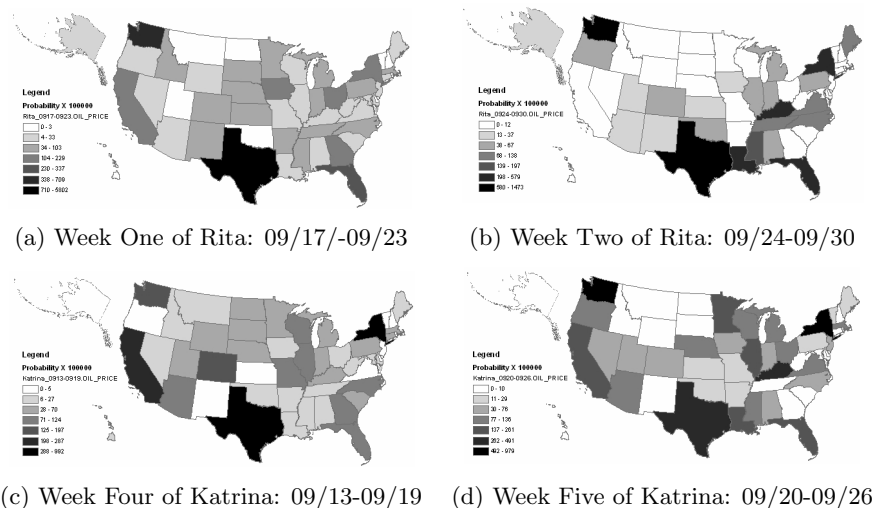 Legend
Probability X 100000
Rita_0917-0923.OIL_PRICE
0 - 3
4 - 33
34 - 103
104 - 229
230 - 337
338 - 709
710 - 5802
(a) Week One of Rita: 09/17/-09/23
Legend
Probability X 100000
Rita_0924-0930.OIL_PRICE
0 - 12
13 - 37
38 - 67
68 - 138
139 - 197
198 - 579
580 - 1473
(b) Week Two of Rita: 09/24-09/30
Legend
Probability X 100000
Katrina_0913-0919.OIL_PRICE
0 - 5
6 - 27
28 - 70
71 - 124
125 - 197
198 - 287
288 - 992
(c) Week Four of Katrina: 09/13-09/19
Legend
Probability X 100000
Katrina_0920-0926.OIL_PRICE
0 - 10
11 - 29
30 - 76
77 - 136
137 - 261
262 - 491
492 - 979
(d) Week Five of Katrina: 09/20-09/26